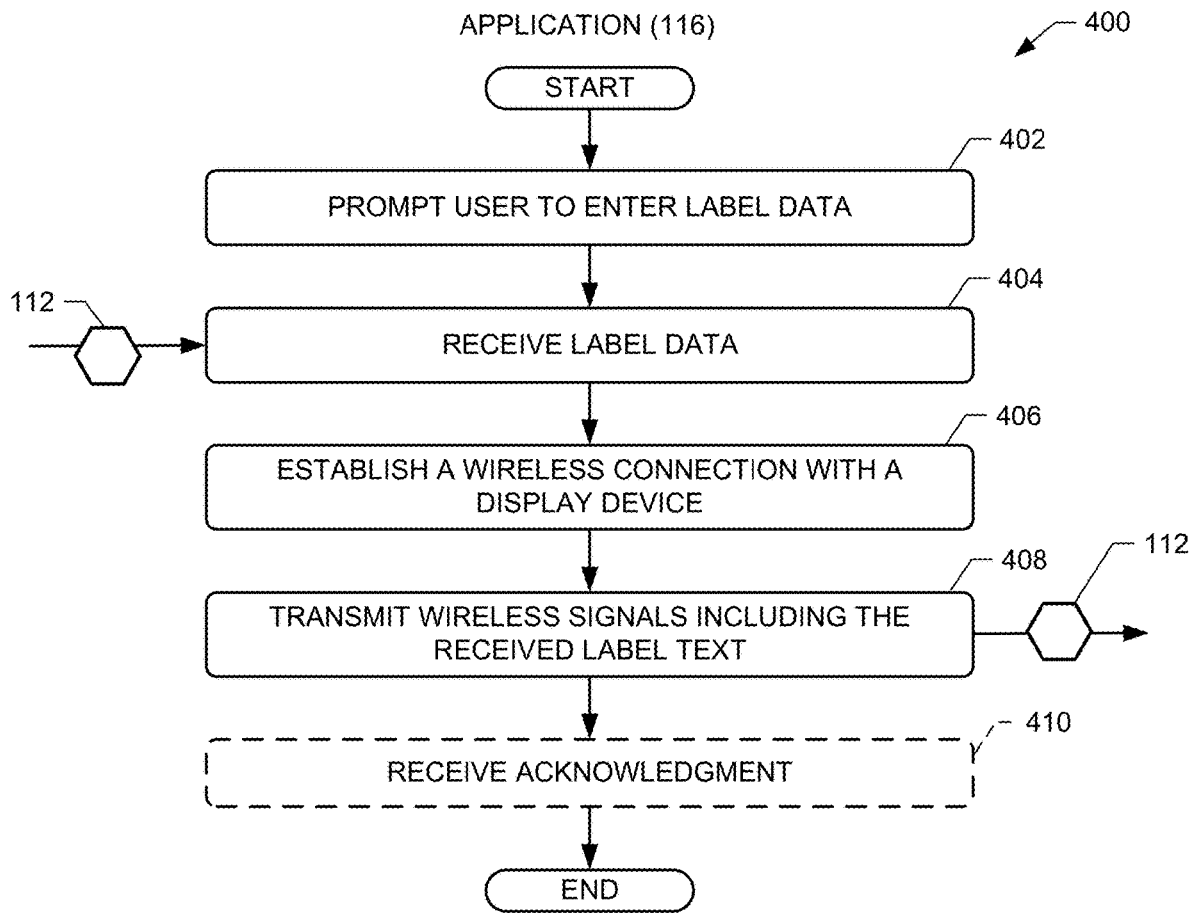 APPLICATION (116)
400
START
402
PROMPT USER TO ENTER LABEL DATA
404
112
RECEIVE LABEL DATA
406
ESTABLISH A WIRELESS CONNECTION WITH A
DISPLAY DEVICE
408
112
TRANSMIT WIRELESS SIGNALS INCLUDING THE
RECEIVED LABEL TEXT
410
RECEIVE ACKNOWLEDGMENT
END